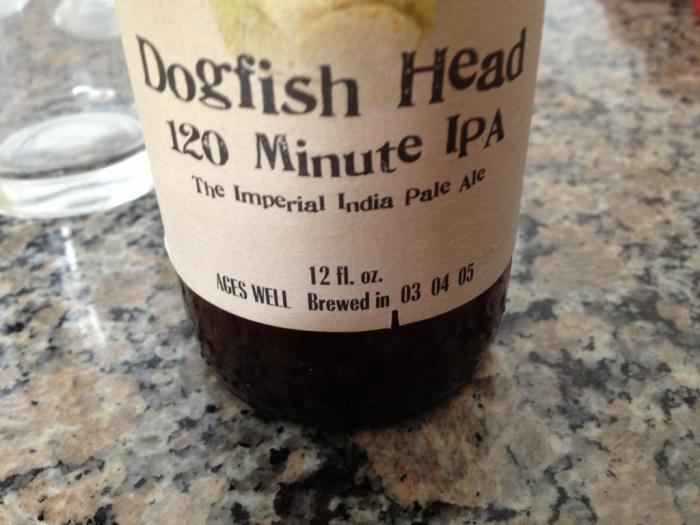 Dogfish Head
120 Minute IPA
The Imperial India Pale Ale
12 fl. oz.
AGES WELL Brewed in 03 04 05